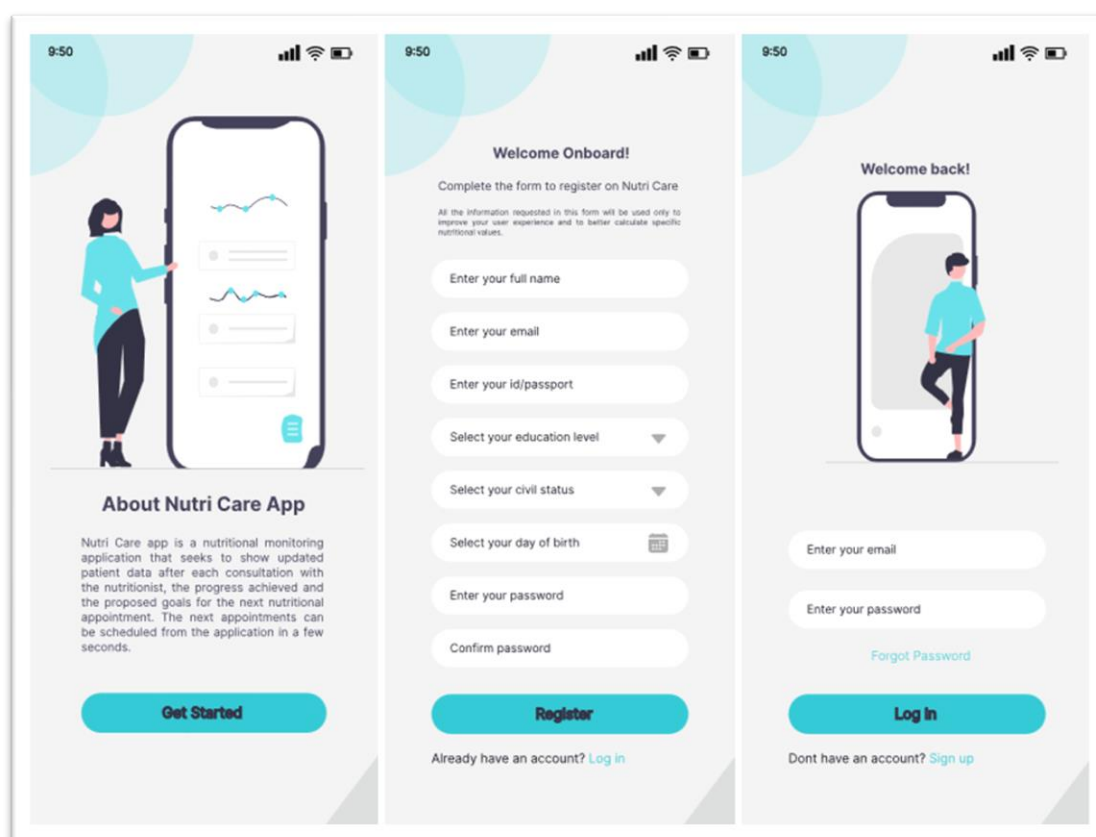 9:50
About Nutri Care App
Nutri Care app is a nutritional monitoring
application that seeks to show updated
patient data after each consultation with
the nutritionist, the progress achieved and
the proposed goals for the next nutritional
appointment. The next appointments can
be scheduled from the application in a few
seconds.
Get Started
9:50
Welcome Onboard!
Complete the form to register on Nutri Care
All the information requested in this form will be used only to
improve your user experience and to better calculate specific
nutritional values.
Enter your full name
Enter your email
Enter your id/passport
Select your education level
Select your civil status
Select your day of birth
Enter your password
Confirm password
Register
Already have an account? Log in
9:50
Welcome back!
Enter your email
Enter your password
Forgot Password
Log In
Dont have an account? Sign up